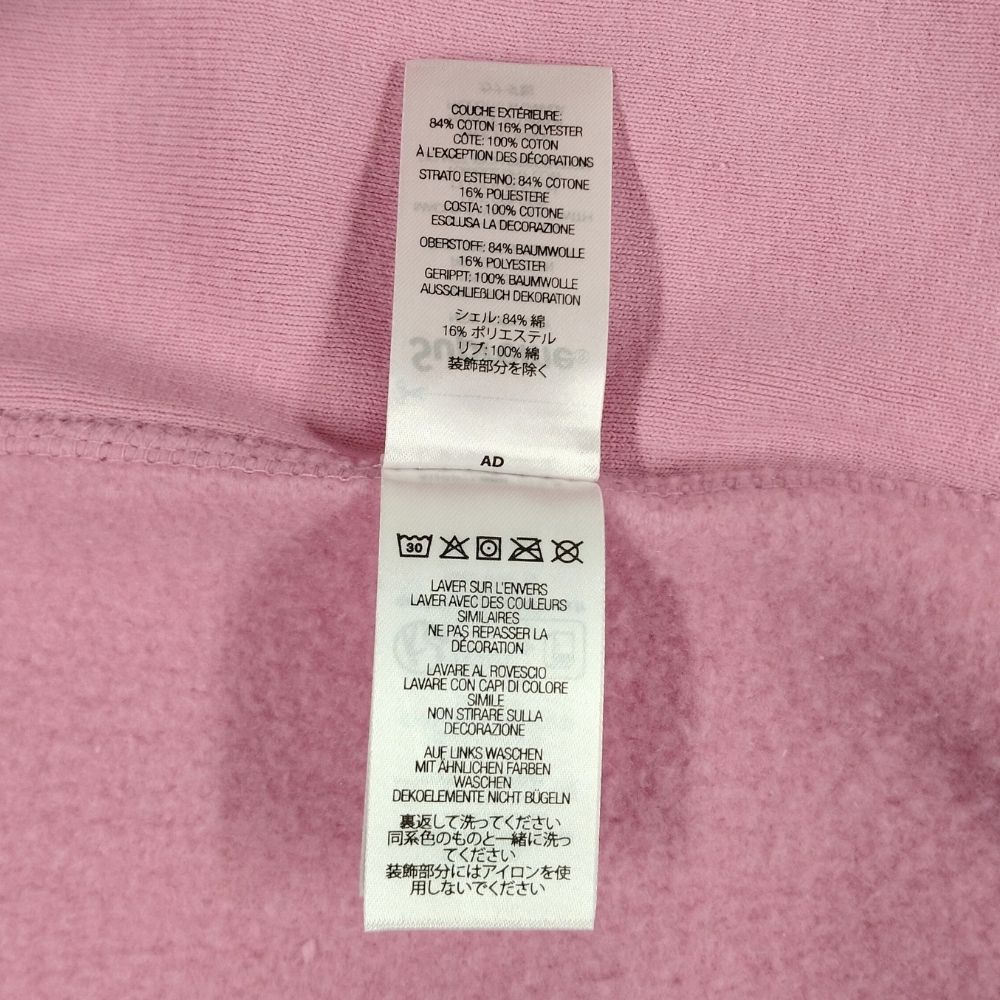 COUCHE EXTÉRIEURE:
84% COTON 16% POLYESTER
CÔTE: 100% COTON
À L'EXCEPTION DES DÉCORATIONS
STRATO ESTERNO: 84% COTONE
16% POLIESTERE
COSTA: 100% COTONE
ESCLUSA LA DECORAZIONE
OBERSTOFF: 84% BAUMWOLLE
16% POLYESTER
GERIPPT: 100% BAUMWOLLE
AUSSCHLIEßLICH DEKORATION
シェル: 84% 綿
16% ポリエステル
リブ: 100% 綿
装飾部分を除く
AD
30
LAVER SUR L'ENVERS
LAVER AVEC DES COULEURS
SIMILAIRES
NE PAS REPASSER LA
DÉCORATION
LAVARE AL ROVESCIO
LAVARE CON CAPI DI COLORE
SIMILE
NON STIRARE SULLA
DECORAZIONE
AUF LINKS WASCHEN
MIT ÄHNLICHEN FARBEN
WASCHEN
DEKOELEMENTE NICHT BÜGELN
裏返して洗ってください
同系色のものと一緒に洗っ
てください
装飾部分にはアイロンを使
用しないでください